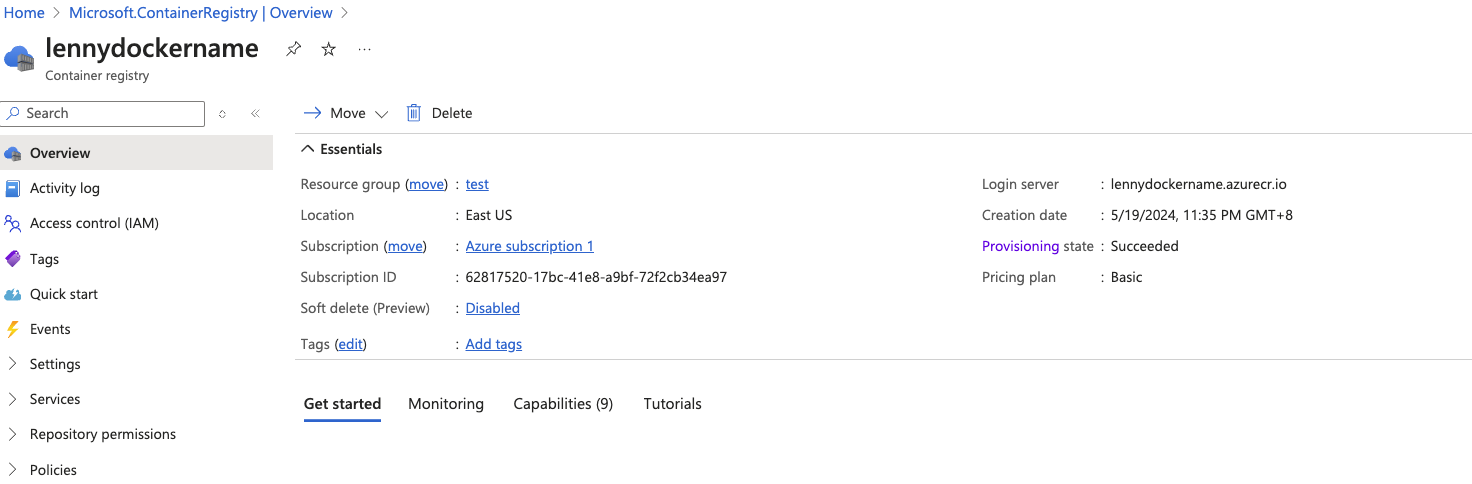 Home > Microsoft.ContainerRegistry | Overview >
lennydockername
Container registry
Search
Move
Delete
Overview
Activity log
Access control (IAM)
Tags
Quick start
Events
Settings
Services
Repository permissions
Policies
Essentials
Resource group (move) : test
Location : East US
Subscription (move) : Azure subscription 1
Subscription ID : 62817520-17bc-41e8-a9bf-72f2cb34ea97
Soft delete (Preview) : Disabled
Tags (edit) : Add tags
Login server : lennydockername.azurecr.io
Creation date : 5/19/2024, 11:35 PM GMT+8
Provisioning state : Succeeded
Pricing plan : Basic
Get started Monitoring Capabilities (9) Tutorials